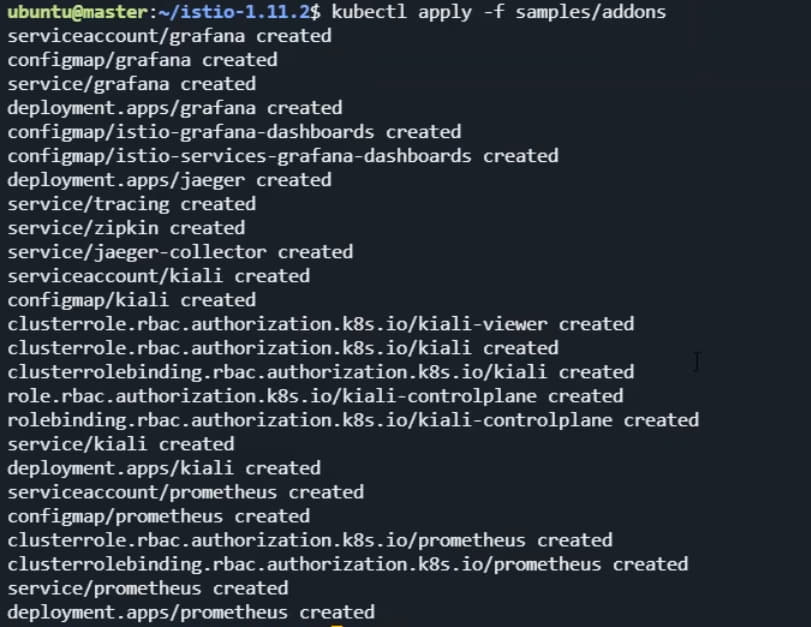 ubuntu@master:~/istio-1.11.2$ kubectl apply -f samples/addons
serviceaccount/grafana created
configmap/grafana created
service/grafana created
deployment.apps/grafana created
configmap/istio-grafana-dashboards created
configmap/istio-services-grafana-dashboards created
deployment.apps/jaeger created
service/tracing created
service/zipkin created
service/jaeger-collector created
serviceaccount/kiali created
configmap/kiali created
clusterrole.rbac.authorization.k8s.io/kiali-viewer created
clusterrole.rbac.authorization.k8s.io/kiali created
clusterrolebinding.rbac.authorization.k8s.io/kiali created
role.rbac.authorization.k8s.io/kiali-controlplane created
rolebinding.rbac.authorization.k8s.io/kiali-controlplane created
service/kiali created
deployment.apps/kiali created
serviceaccount/prometheus created
configmap/prometheus created
clusterrole.rbac.authorization.k8s.io/prometheus created
clusterrolebinding.rbac.authorization.k8s.io/prometheus created
service/prometheus created
deployment.apps/prometheus created